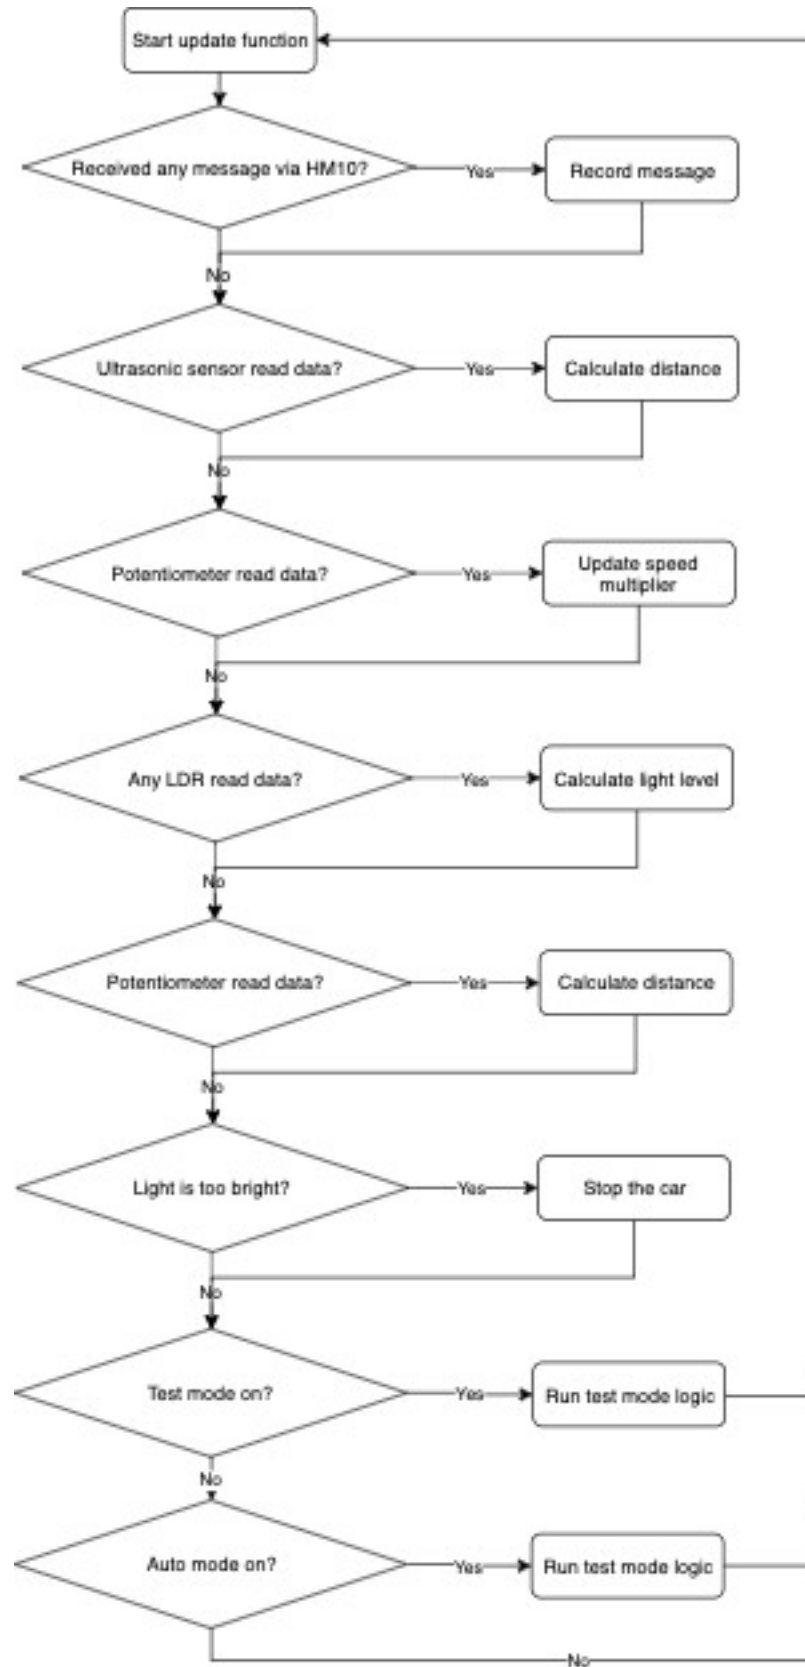 Start update function
Received any message via HM10?
Yes
Record message
No
Ultrasonic sensor read data?
Yes
Calculate distance
No
Potentiometer read data?
Yes
Update speed
multiplier
No
Any LDR read data?
Yes
Calculate light level
No
Potentiometer read data?
Yes
Calculate distance
No
Light is too bright?
Yes
Stop the car
No
Test mode on?
Yes
Run test mode logic
No
Auto mode on?
Yes
Run test mode logic
No